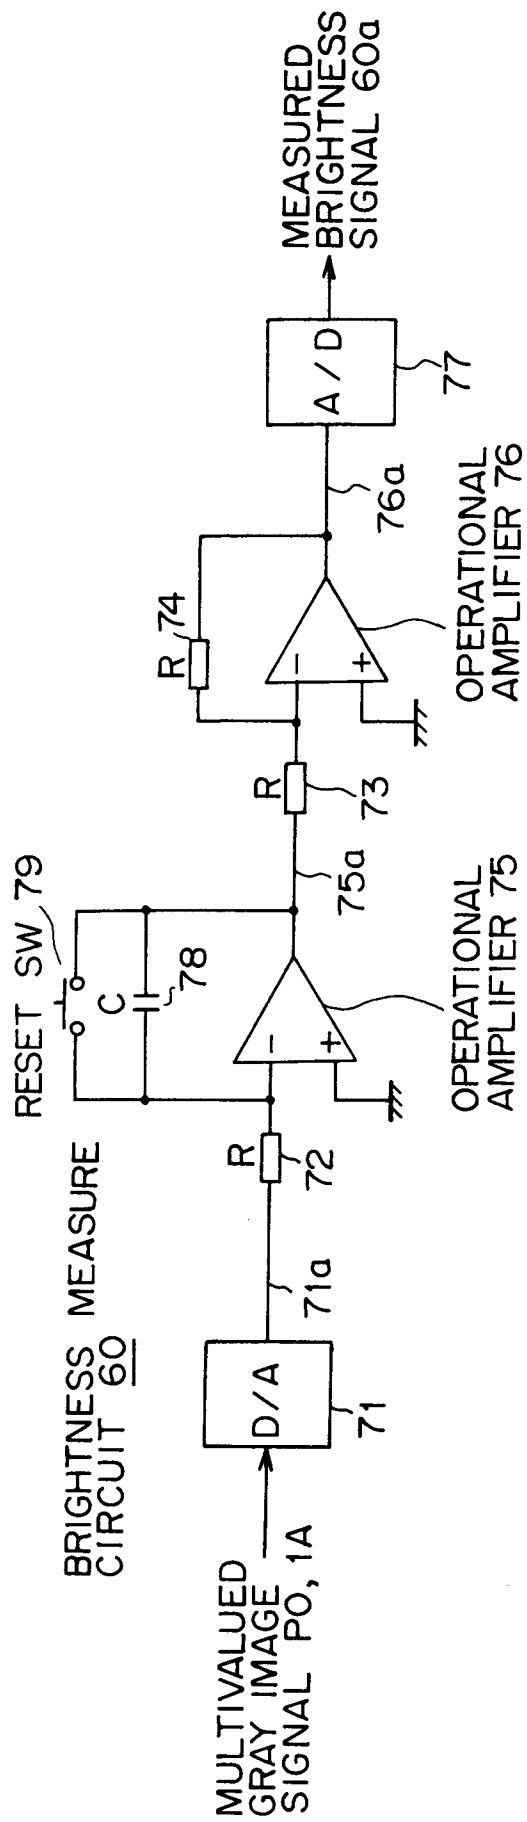 BRIGHTNESS MEASURE
CIRCUIT 60
MULTIVALUED
GRAY IMAGE
SIGNAL PO, 1A
D/A
71
71a
R
72
RESET SW 79
C
78
-
+
OPERATIONAL
AMPLIFIER 75
75a
R
73
R
74
-
+
OPERATIONAL
AMPLIFIER 76
76a
A/D
77
MEASURED
BRIGHTNESS
SIGNAL 60a